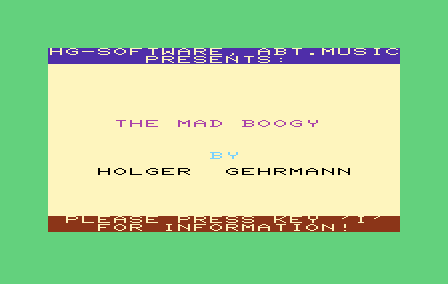 HG-SOFTWARE, ABT.MUSIC
PRESENTS:
THE MAD BOOGY
BY
HOLGER GEHRMANN
PLEASE PRESS KEY 'I'
FOR INFORMATION!